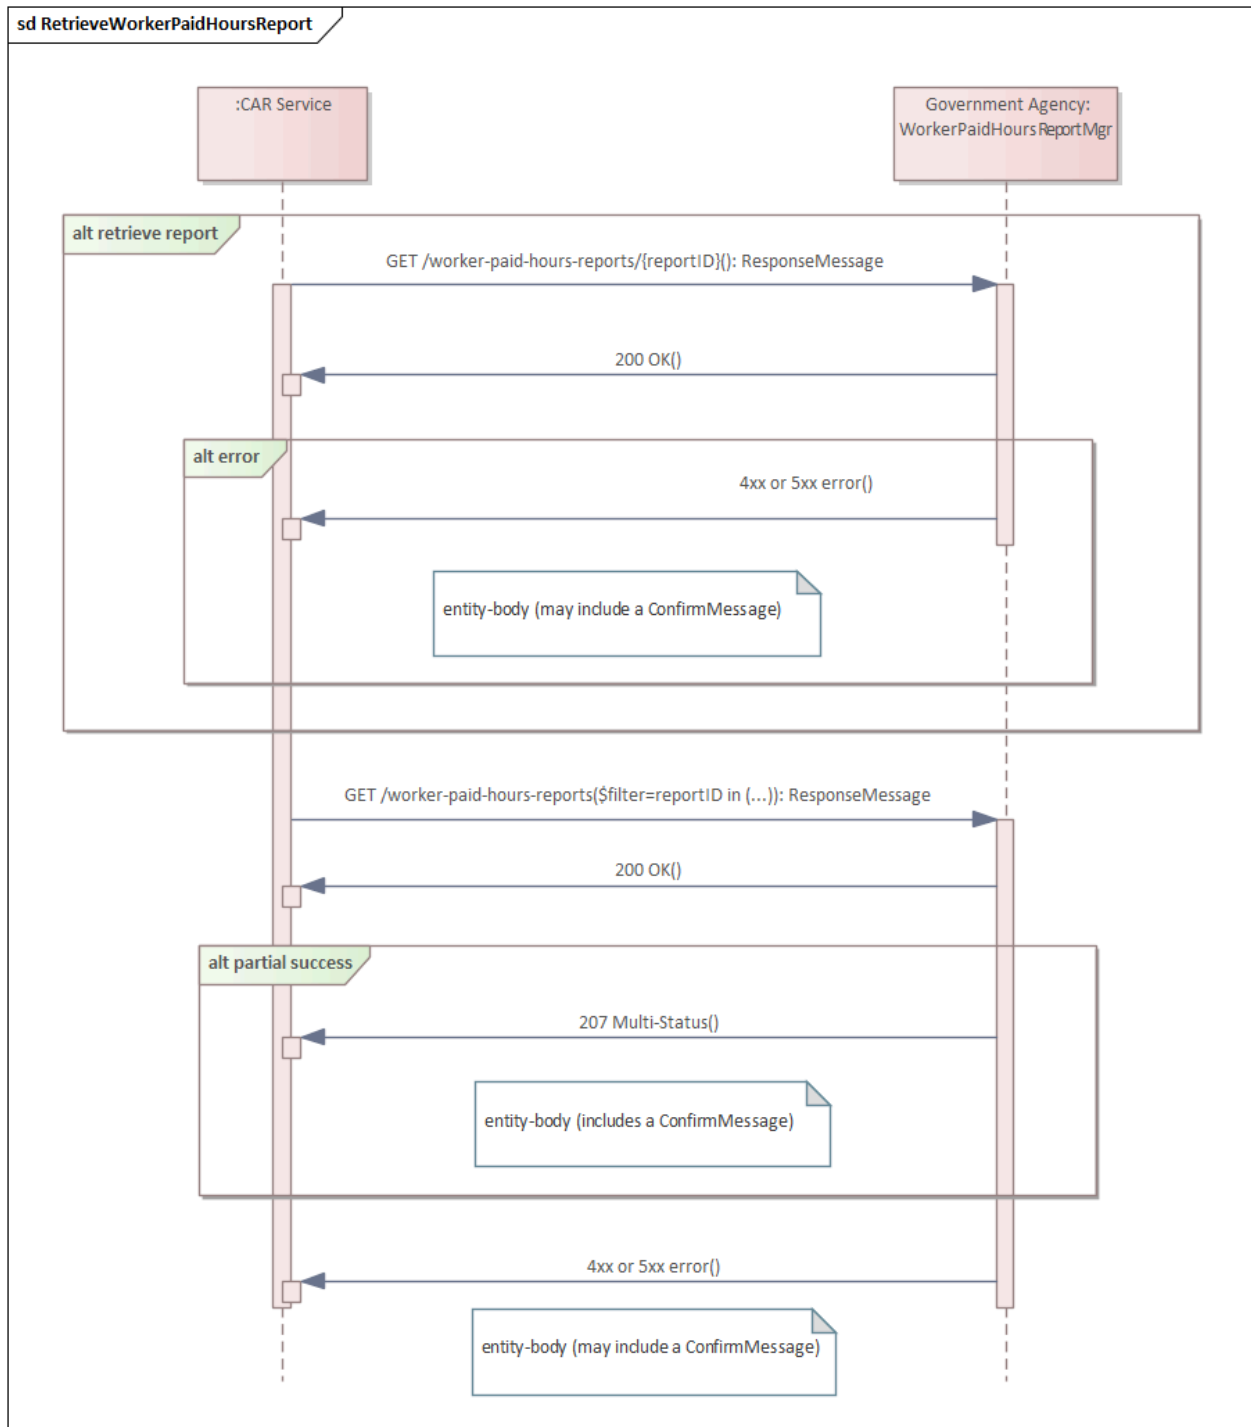 sd RetrieveWorkerPaidHoursReport
:CAR Service
Government Agency:
WorkerPaidHoursReportMgr
alt retrieve report
GET /worker-paid-hours-reports/{reportID}(): ResponseMessage
200 OK()
alt error
4xx or 5xx error()
entity-body (may include a ConfirmMessage)
GET /worker-paid-hours-reports($filter=reportID in (...)): ResponseMessage
200 OK()
alt partial success
207 Multi-Status()
entity-body (includes a ConfirmMessage)
4xx or 5xx error()
entity-body (may include a ConfirmMessage)